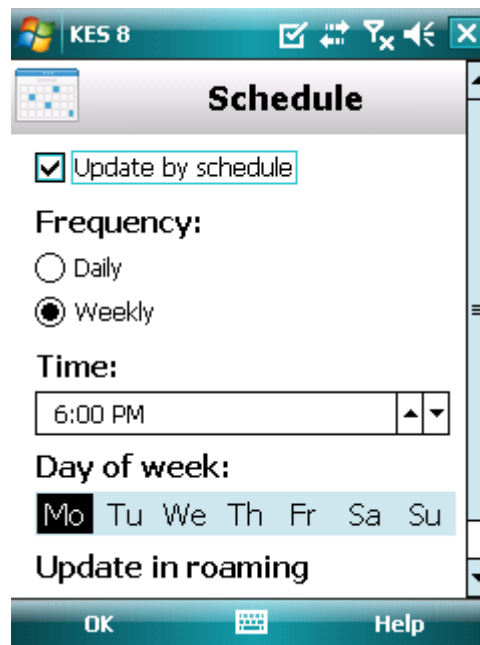 KES 8
Schedule
Update by schedule
Frequency:
Daily
Weekly
Time:
6:00 PM
Day of week:
Mo Tu We Th Fr Sa Su
Update in roaming
OK Help